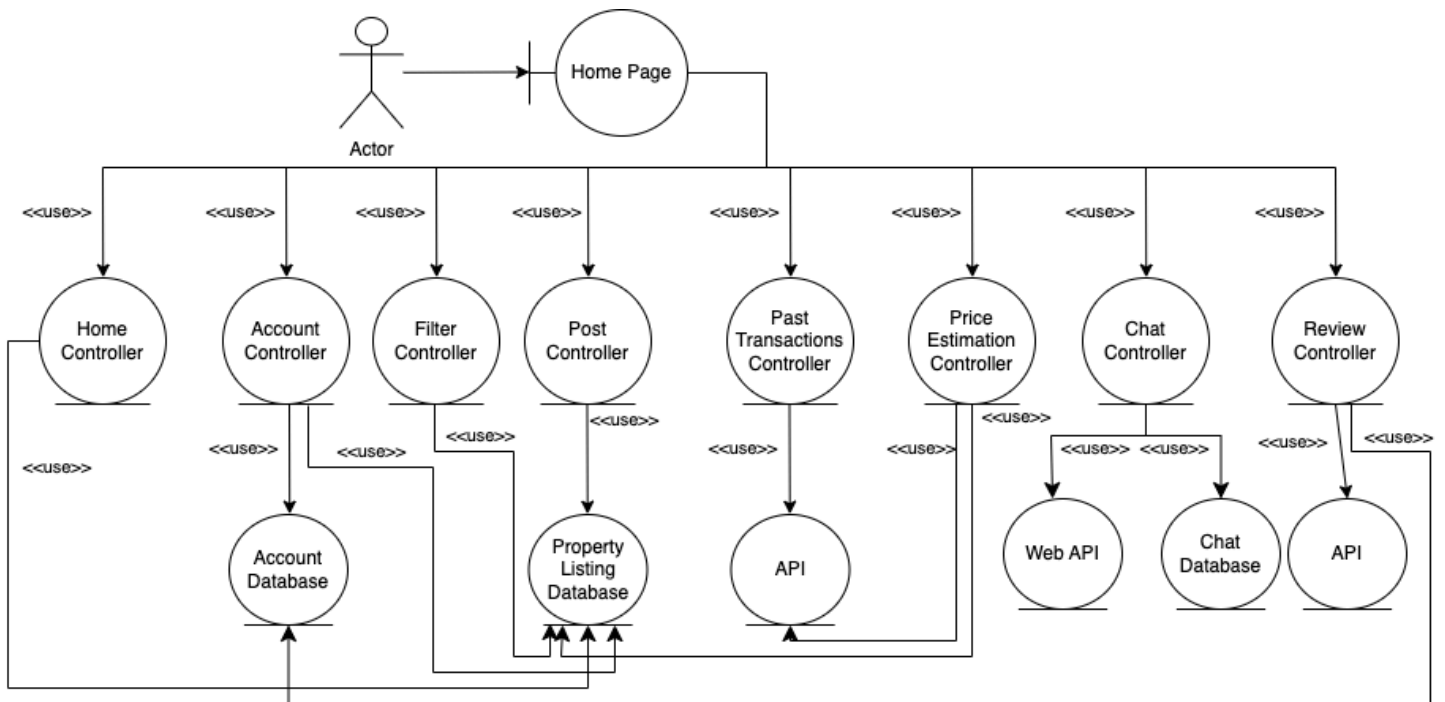 Home Page
Actor
<<use>>
<<use>>
<<use>>
<<use>>
<<use>>
<<use>>
<<use>>
<<use>>
Home
Controller
Account
Controller
Filter
Controller
Post
Controller
Past
Transactions
Controller
Price
Estimation
Controller
Chat
Controller
Review
Controller
<<use>>
<<use>>
<<use>>
<<use>>
<<use>>
<<use>>
<<use>>
<<use>>
<<use>>
<<use>>
<<use>>
<<use>>
Account
Database
Property
Listing
Database
API
Web API
Chat
Database
API